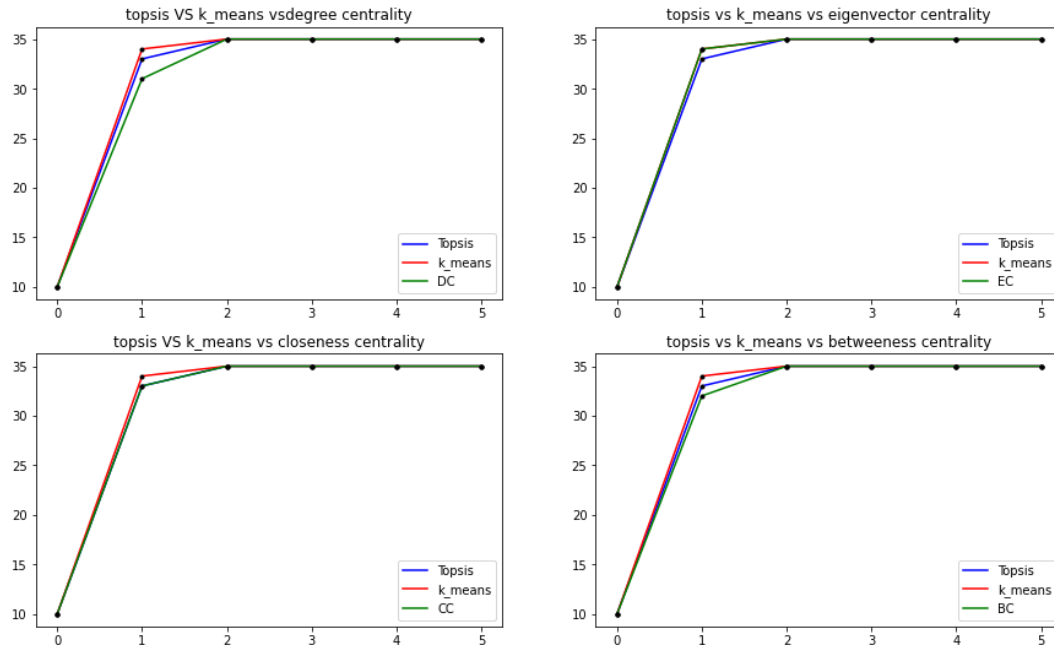 topsis VS k_means vsdegree centrality
35
30
25
20
15
10
0 1 2 3 4 5
Topsis
k_means
DC
topsis vs k_means vs eigenvector centrality
35
30
25
20
15
10
0 1 2 3 4 5
Topsis
k_means
EC
topsis VS k_means vs closeness centrality
35
30
25
20
15
10
0 1 2 3 4 5
Topsis
k_means
CC
topsis vs k_means vs betweeness centrality
35
30
25
20
15
10
0 1 2 3 4 5
Topsis
k_means
BC